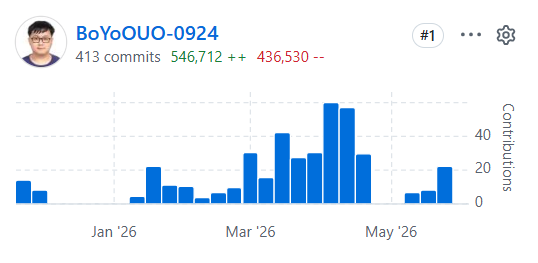 BoYoOUO-0924
#1
413 commits 546,712 ++ 436,530 --
40
20
0
Contributions
Jan '26
Mar '26
May '26